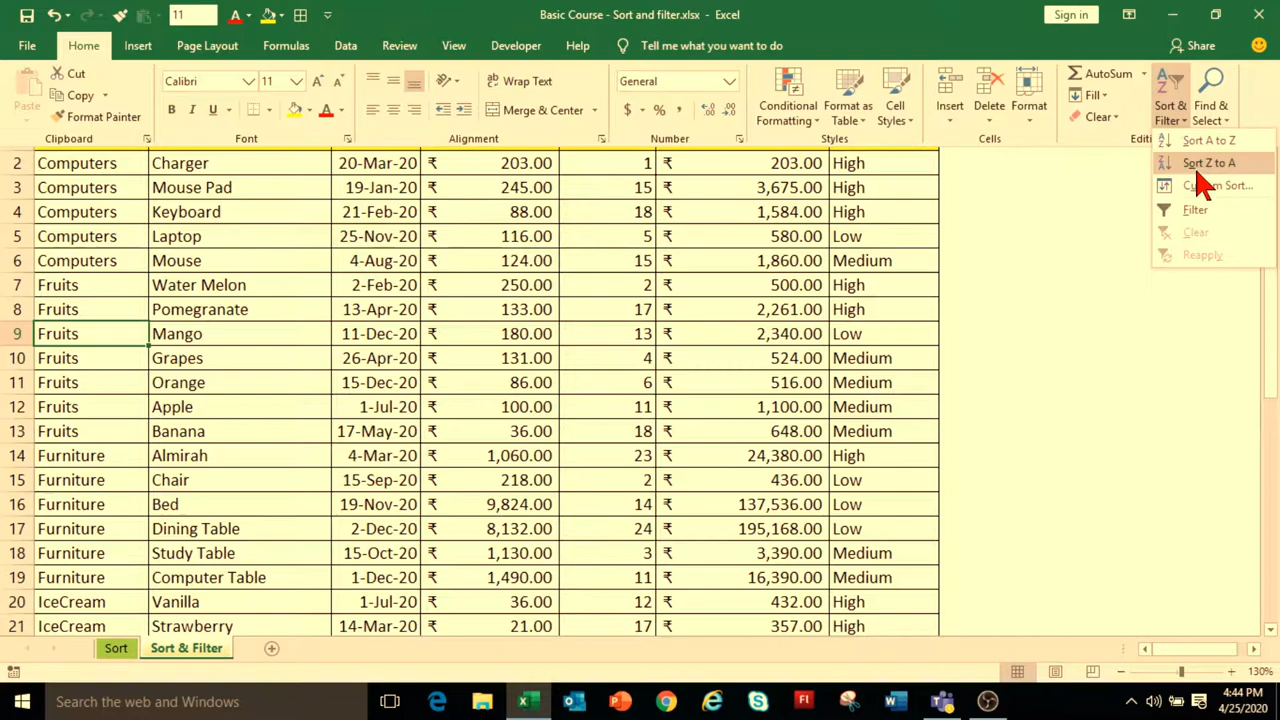 11 A Basic Course - Sort and filter.xlsx - Excel Sign in
File Home Insert Page Layout Formulas Data Review View Developer Help Tell me what you want to do Share
Paste Cut Copy Format Painter
Calibri 11 B I U A
Wrap Text Merge & Center
General $ % ,
Conditional Formatting Format as Table Cell Styles
Insert Delete Format
AutoSum Fill Clear
Sort & Filter Find & Select
Clipboard Font Alignment Number Styles Cells Editi
Sort A to Z
Sort Z to A
Sort...
Filter
Clear
Reapply
2 Computers Charger 20-Mar-20 ₹ 203.00 1 ₹ 203.00 High
3 Computers Mouse Pad 19-Jan-20 ₹ 245.00 15 ₹ 3,675.00 High
4 Computers Keyboard 21-Feb-20 ₹ 88.00 18 ₹ 1,584.00 High
5 Computers Laptop 25-Nov-20 ₹ 116.00 5 ₹ 580.00 Low
6 Computers Mouse 4-Aug-20 ₹ 124.00 15 ₹ 1,860.00 Medium
7 Fruits Water Melon 2-Feb-20 ₹ 250.00 2 ₹ 500.00 High
8 Fruits Pomegranate 13-Apr-20 ₹ 133.00 17 ₹ 2,261.00 High
9 Fruits Mango 11-Dec-20 ₹ 180.00 13 ₹ 2,340.00 Low
10 Fruits Grapes 26-Apr-20 ₹ 131.00 4 ₹ 524.00 Medium
11 Fruits Orange 15-Dec-20 ₹ 86.00 6 ₹ 516.00 Medium
12 Fruits Apple 1-Jul-20 ₹ 100.00 11 ₹ 1,100.00 Medium
13 Fruits Banana 17-May-20 ₹ 36.00 18 ₹ 648.00 Medium
14 Furniture Almirah 4-Mar-20 ₹ 1,060.00 23 ₹ 24,380.00 High
15 Furniture Chair 15-Sep-20 ₹ 218.00 2 ₹ 436.00 Low
16 Furniture Bed 19-Nov-20 ₹ 9,824.00 14 ₹ 137,536.00 Low
17 Furniture Dining Table 2-Dec-20 ₹ 8,132.00 24 ₹ 195,168.00 Low
18 Furniture Study Table 15-Oct-20 ₹ 1,130.00 3 ₹ 3,390.00 Medium
19 Furniture Computer Table 1-Dec-20 ₹ 1,490.00 11 ₹ 16,390.00 Medium
20 IceCream Vanilla 1-Jul-20 ₹ 36.00 12 ₹ 432.00 High
21 IceCream Strawberry 14-Mar-20 ₹ 21.00 17 ₹ 357.00 High
Sort Sort & Filter
130%
Search the web and Windows
4:44 PM
4/25/2020